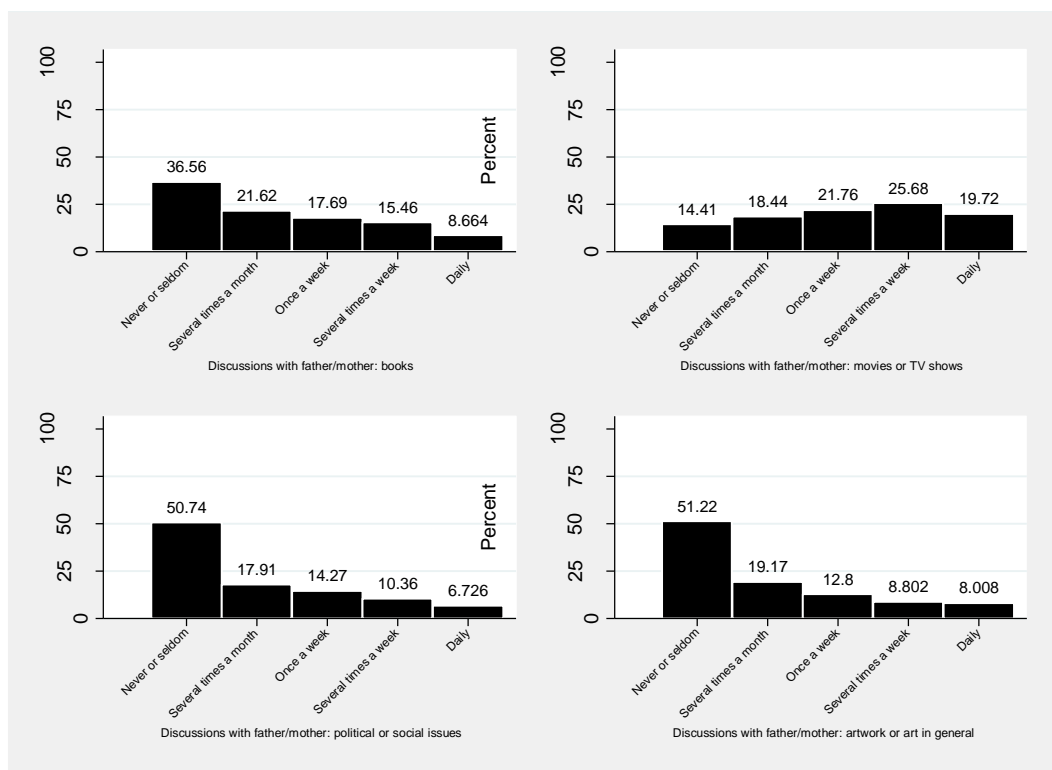 100
75
50
25
0
36.56
21.62
17.69
15.46
8.664
Never or seldom
Several times a month
Once a week
Several times a week
Daily
Discussions with father/mother: books
Percent
100
75
50
25
0
14.41
18.44
21.76
25.68
19.72
Never or seldom
Several times a month
Once a week
Several times a week
Daily
Discussions with father/mother: movies or TV shows
100
75
50
25
0
50.74
17.91
14.27
10.36
6.726
Never or seldom
Several times a month
Once a week
Several times a week
Daily
Discussions with father/mother: political or social issues
Percent
100
75
50
25
0
51.22
19.17
12.8
8.802
8.008
Never or seldom
Several times a month
Once a week
Several times a week
Daily
Discussions with father/mother: artwork or art in general